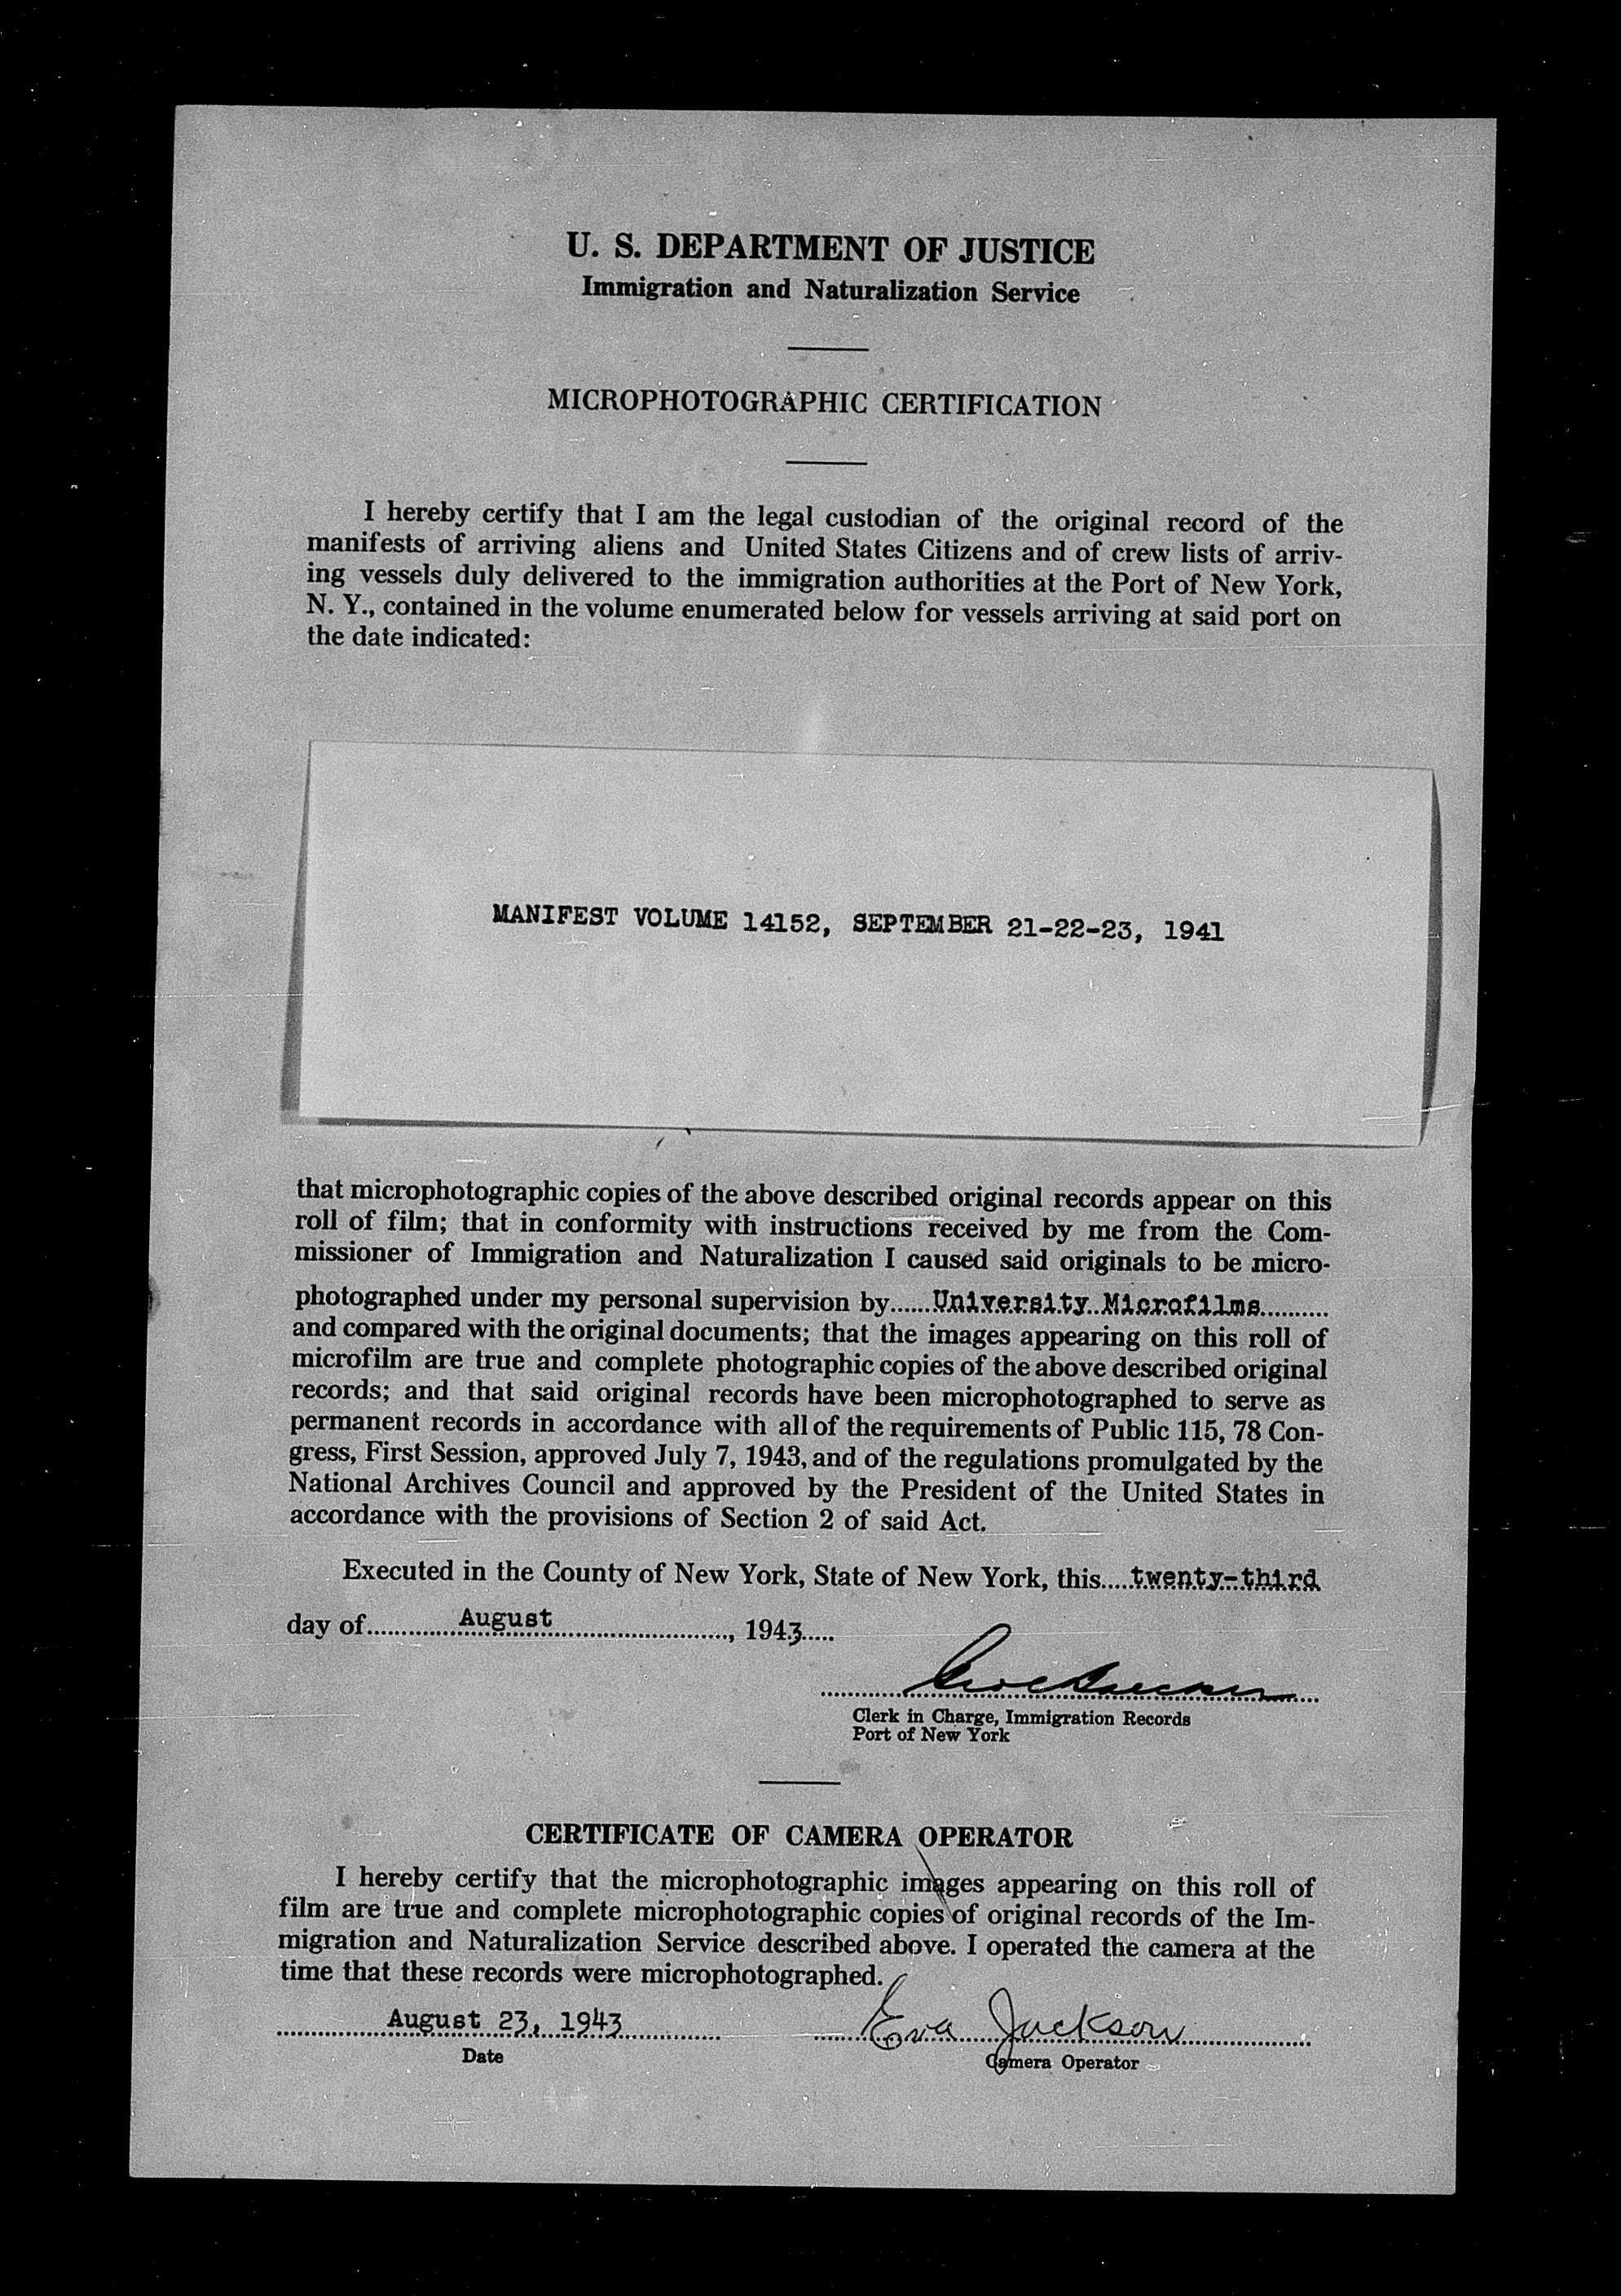 U. S. DEPARTMENT OF JUSTICE
Immigration and Naturalization Service
MICROPHOTOGRAPHIC CERTIFICATION
I hereby certify that I am the legal custodian of the original record of the
manifests of arriving aliens and United States Citizens and of crew lists of arriv-
ing vessels duly delivered to the immigration authorities at the Port of New York,
N. Y., contained in the volume enumerated below for vessels arriving at said port on
the date indicated:
MANIFEST VOLUME 14152, SEPTEMBER 21-22-23, 1941
that microphotographic copies of the above described original records appear on this
roll of film; that in conformity with instructions received by me from the Com-
missioner of Immigration and Naturalization I caused said originals to be micro-
photographed under my personal supervision by......University Microfilms..........
and compared with the original documents; that the images appearing on this roll of
microfilm are true and complete photographic copies of the above described original
records; and that said original records have been microphotographed to serve as
permanent records in accordance with all of the requirements of Public 115, 78 Con-
gress, First Session, approved July 7, 1943, and of the regulations promulgated by the
National Archives Council and approved by the President of the United States in
accordance with the provisions of Section 2 of said Act.
Executed in the County of New York, State of New York, this.....twenty-third
day of.............August..........................., 1943.....
Clerk in Charge, Immigration Records
Port of New York
CERTIFICATE OF CAMERA OPERATOR
I hereby certify that the microphotographic images appearing on this roll of
film are true and complete microphotographic copies of original records of the Im-
migration and Naturalization Service described above. I operated the camera at the
time that these records were microphotographed.
August 23, 1943 Eva Jackson
Date Camera Operator